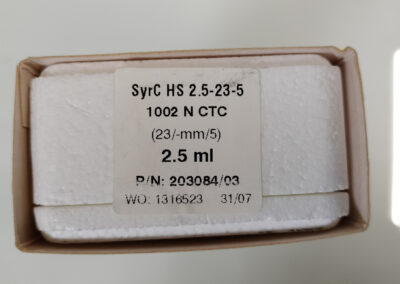 SyrC HS 2.5-23-5
1002 N CTC
(23/-mm/5)
2.5 ml
P/N: 203084/03
WO: 1316523 31/07